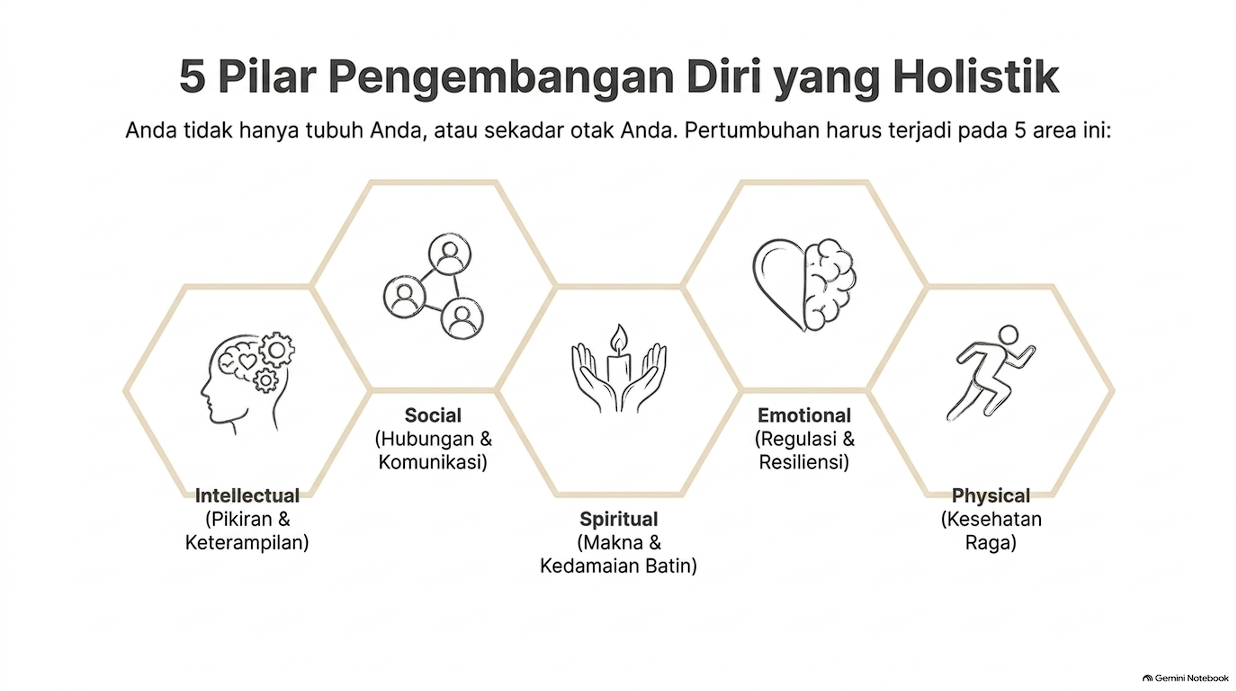 5 Pilar Pengembangan Diri yang Holistik
Anda tidak hanya tubuh Anda, atau sekadar otak Anda. Pertumbuhan harus terjadi pada 5 area ini:
Intellectual
(Pikiran &
Keterampilan)
Social
(Hubungan &
Komunikasi)
Spiritual
(Makna &
Kedamaian Batin)
Emotional
(Regulasi &
Resiliensi)
Physical
(Kesehatan
Raga)
Gemini Notebook